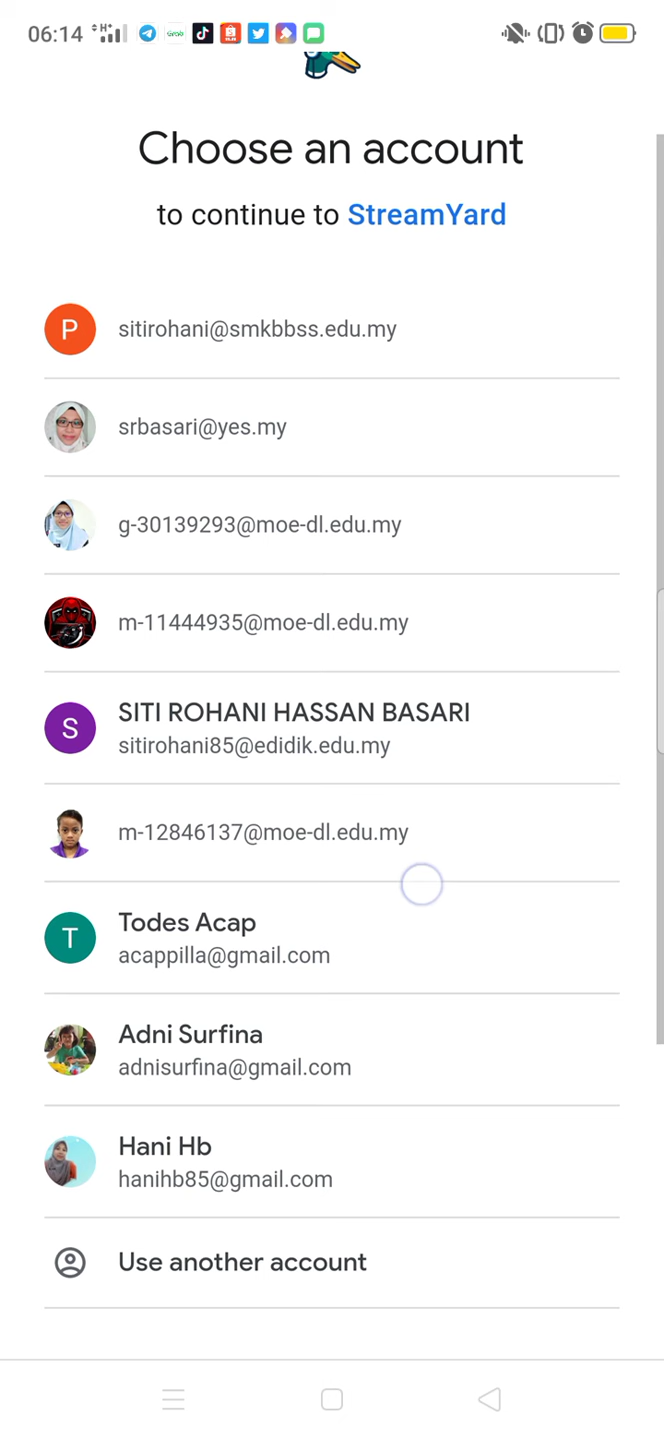 06:14
Choose an account
to continue to StreamYard
P
sitirohani@smkbbss.edu.my
srbasari@yes.my
g-30139293@moe-dl.edu.my
m-11444935@moe-dl.edu.my
S
SITI ROHANI HASSAN BASARI
sitirohani85@edidik.edu.my
m-12846137@moe-dl.edu.my
T
Todes Acap
acappilla@gmail.com
Adni Surfina
adnisurfina@gmail.com
Hani Hb
hanihb85@gmail.com
Use another account